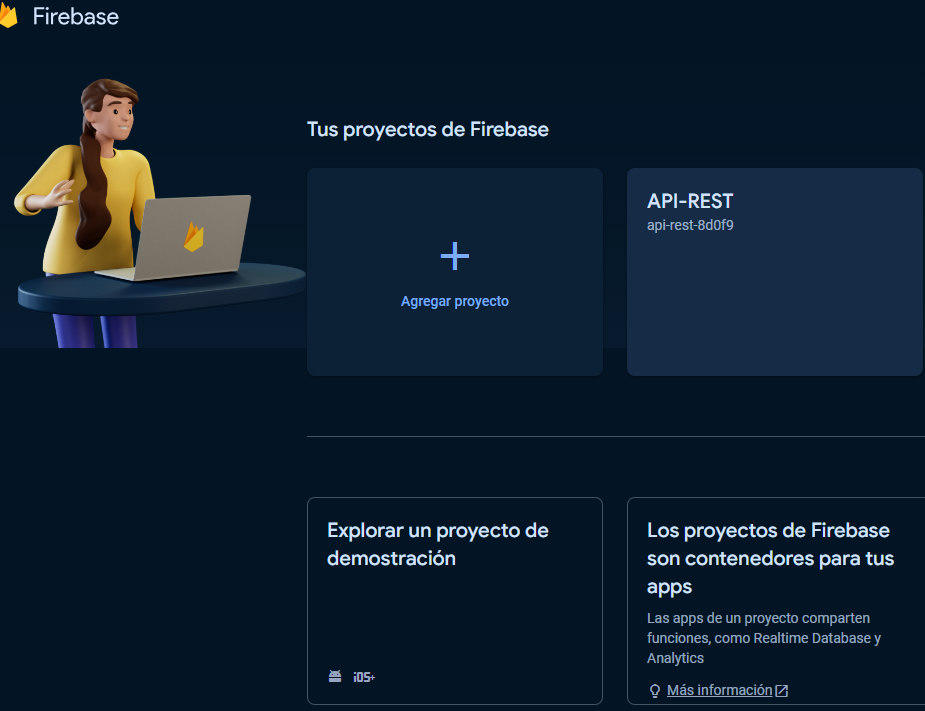 Firebase
Tus proyectos de Firebase
Agregar proyecto
API-REST
api-rest-8d0f9
Explorar un proyecto de
demostración
iOS+
Los proyectos de Firebase
son contenedores para tus
apps
Las apps de un proyecto comparten
funciones, como Realtime Database y
Analytics
Más información